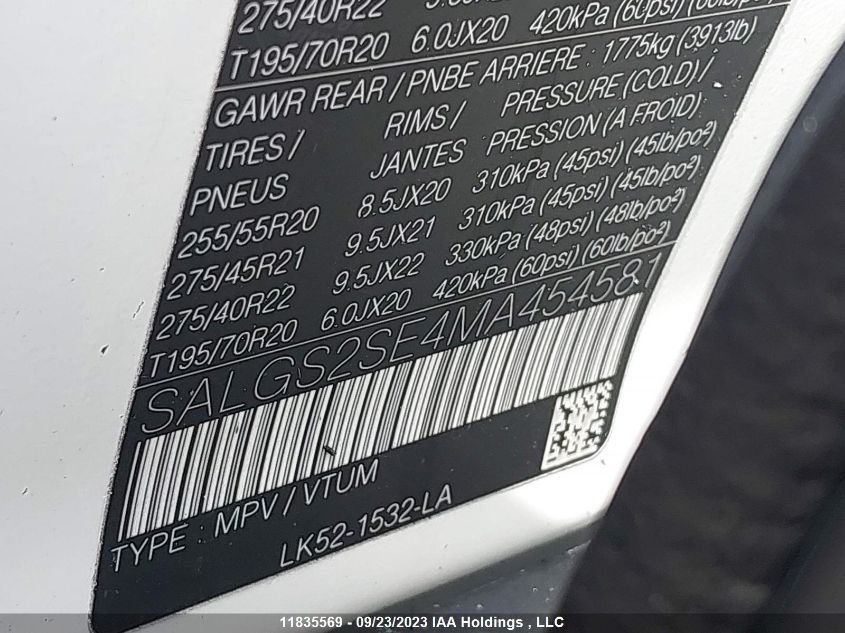 275/40R22
T195/70R20 6.0JX20 420kPa (60psi) (60lb/po²)
GAWR REAR / PNBE ARRIERE : 1775kg (3913lb)
TIRES / RIMS / PRESSURE (COLD) /
PNEUS JANTES PRESSION (A FROID)
255/55R20 8.5JX20 310kPa (45psi) (45lb/po²)
275/45R21 9.5JX21 310kPa (45psi) (45lb/po²)
275/40R22 9.5JX22 330kPa (48psi) (48lb/po²)
T195/70R20 6.0JX20 420kPa (60psi) (60lb/po²)
SALGS2SE4MA454581
TYPE : MPV / VTUM
LK52-1532-LA
11835569 - 09/23/2023 IAA Holdings , LLC